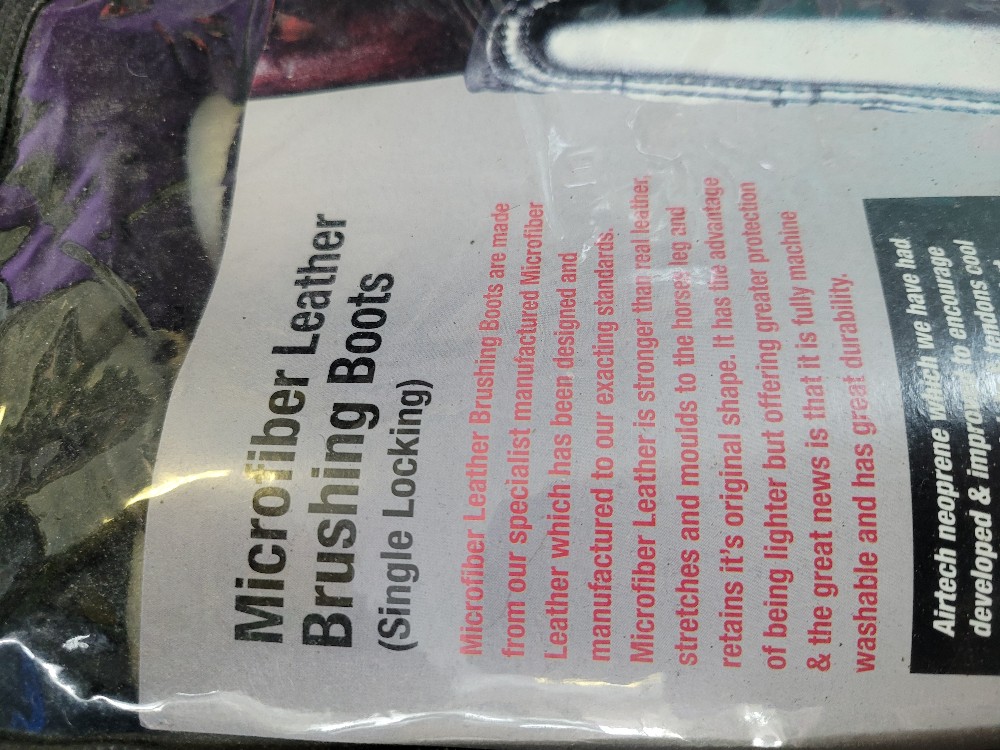 Microfiber Leather
Brushing Boots
(Single Locking)
Microfiber Leather Brushing Boots are made
from our specialist manufactured Microfiber
Leather which has been designed and
manufactured to our exacting standards.
Microfiber Leather is stronger than real leather,
stretches and moulds to the horses leg and
retains it's original shape. It has the advantage
of being lighter but offering greater protection
& the great news is that it is fully machine
washable and has great durability.
Airtech neoprene which we have had
developed & improved to encourage
tendons cool